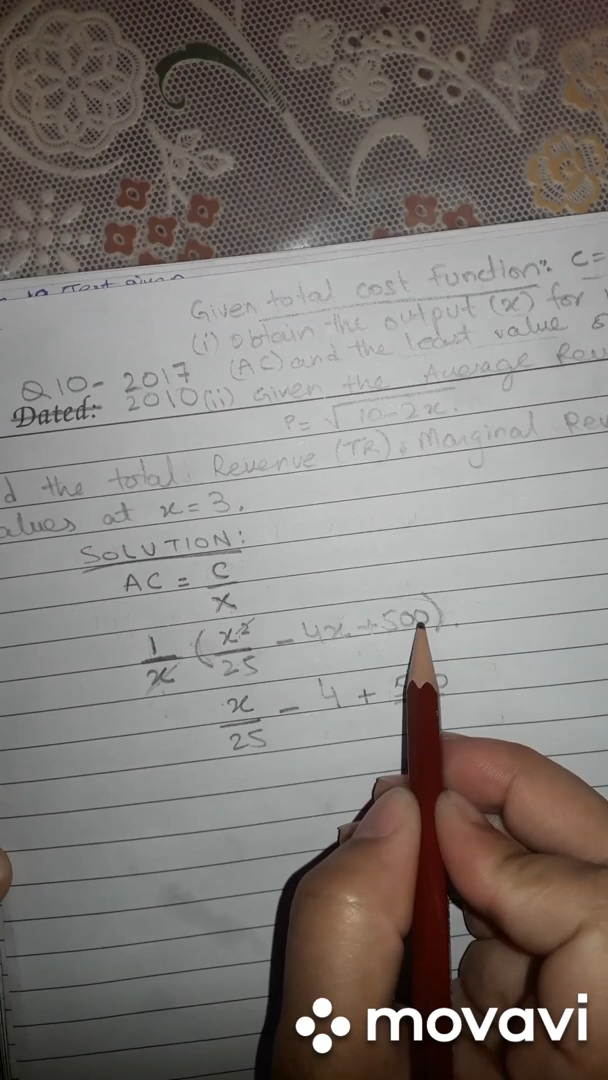 Given total cost function: C=
(i) Obtain the output (x) for
Q10- 2017 (AC) and the least value
Dated: 2010 (ii) Given the Average Rev
P = √10-2x.
d the total Revenue (TR), Marginal Rev
alues at x = 3.
SOLUTION:
AC = C/x
1/x (x²/25 - 4x + 500).
x/25 - 4 +
movavi